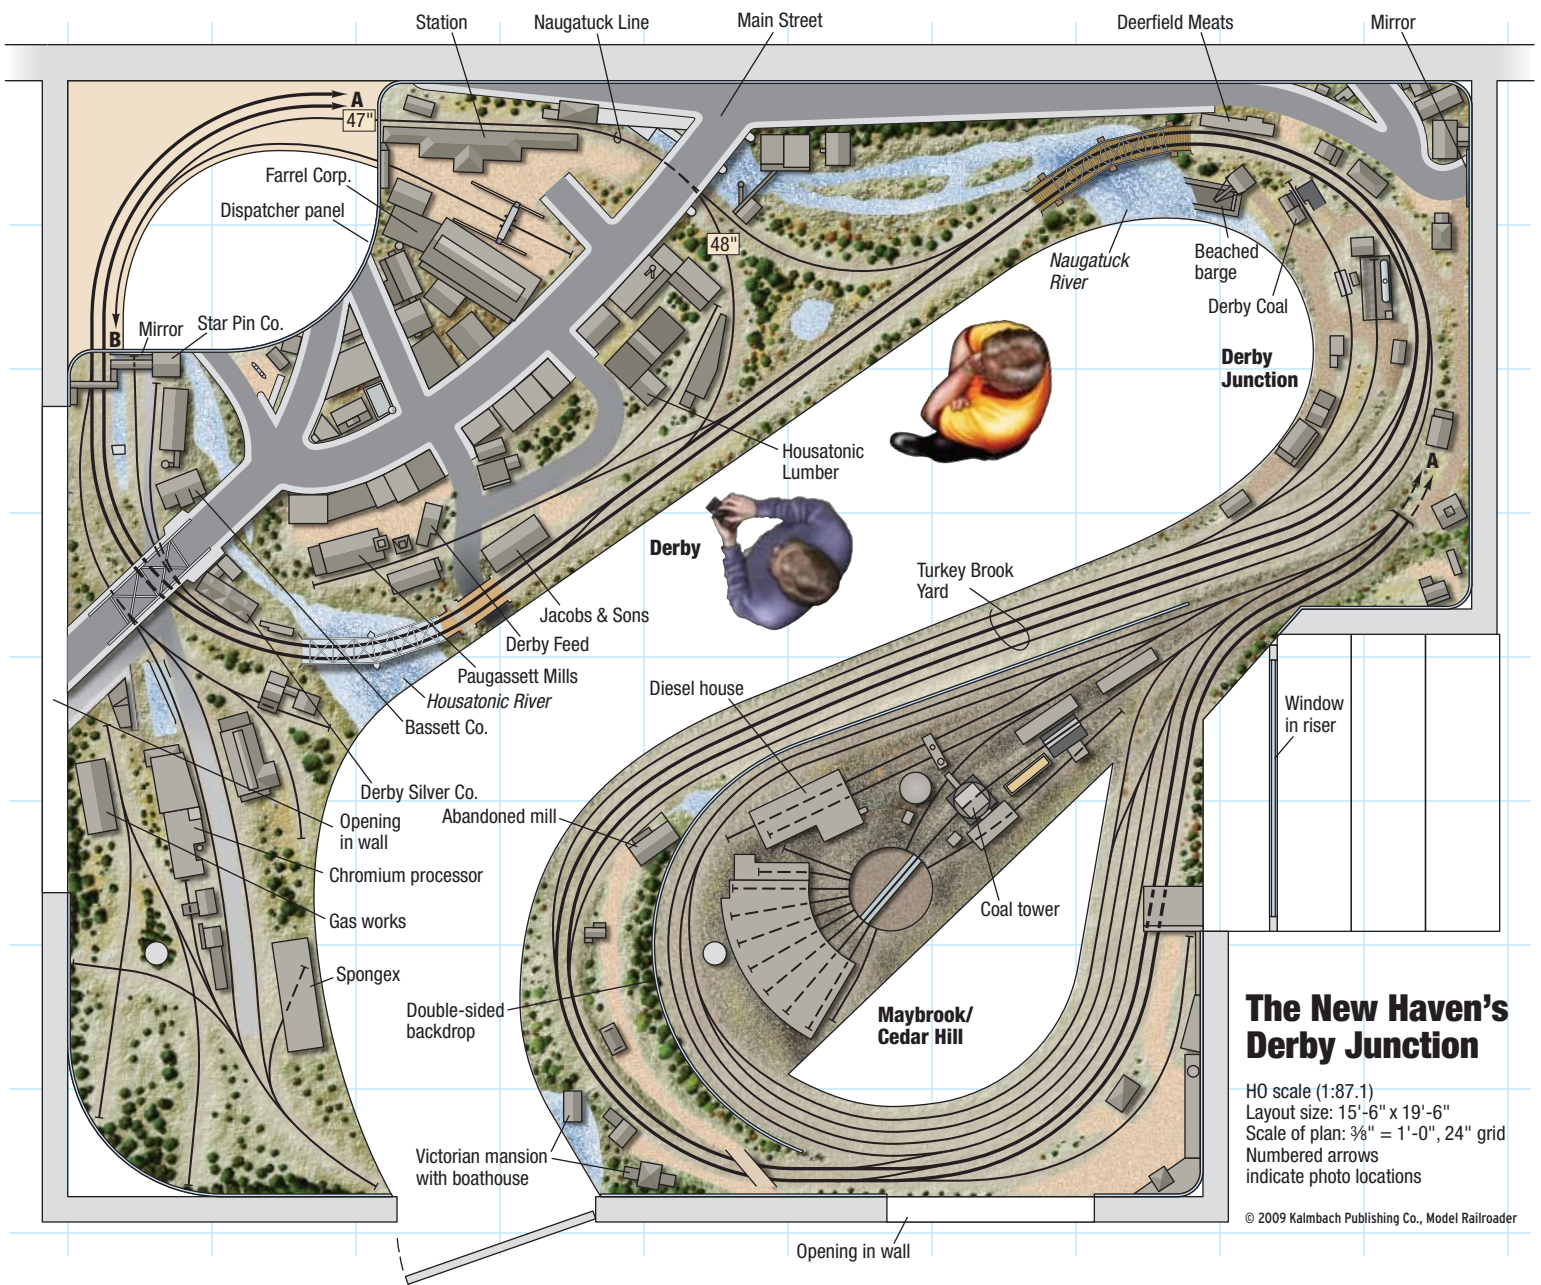 Station
Naugatuck Line
Main Street
Deerfield Meats
Mirror
A
47"
Farrel Corp.
Dispatcher panel
48"
Naugatuck
River
Beached
barge
Derby Coal
B
Mirror
Star Pin Co.
Derby
Junction
Housatonic
Lumber
A
Derby
Turkey Brook
Yard
Jacobs & Sons
Derby Feed
Paugassett Mills
Housatonic River
Bassett Co.
Diesel house
Window
in riser
Derby Silver Co.
Abandoned mill
Opening
in wall
Chromium processor
Gas works
Coal tower
Spongex
Double-sided
backdrop
Maybrook/
Cedar Hill
The New Haven's
Derby Junction
HO scale (1:87.1)
Layout size: 15'-6" x 19'-6"
Scale of plan: ⅜" = 1'-0", 24" grid
Numbered arrows
indicate photo locations
Victorian mansion
with boathouse
© 2009 Kalmbach Publishing Co., Model Railroader
Opening in wall